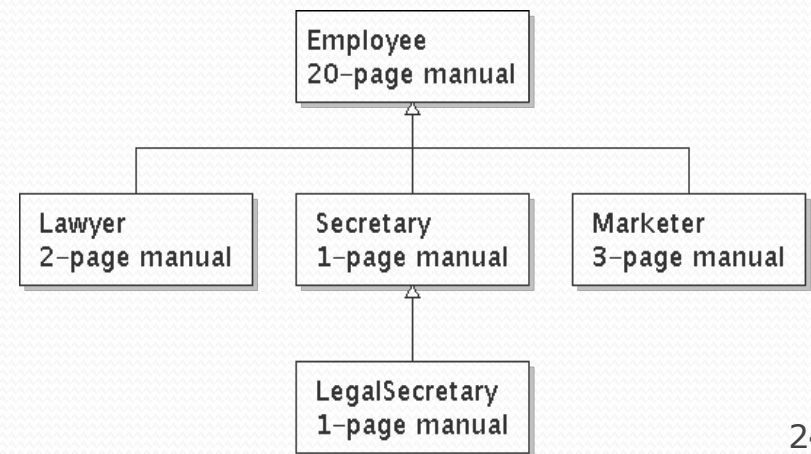 Employee
20-page manual
Lawyer
2-page manual
Secretary
1-page manual
Marketer
3-page manual
LegalSecretary
1-page manual